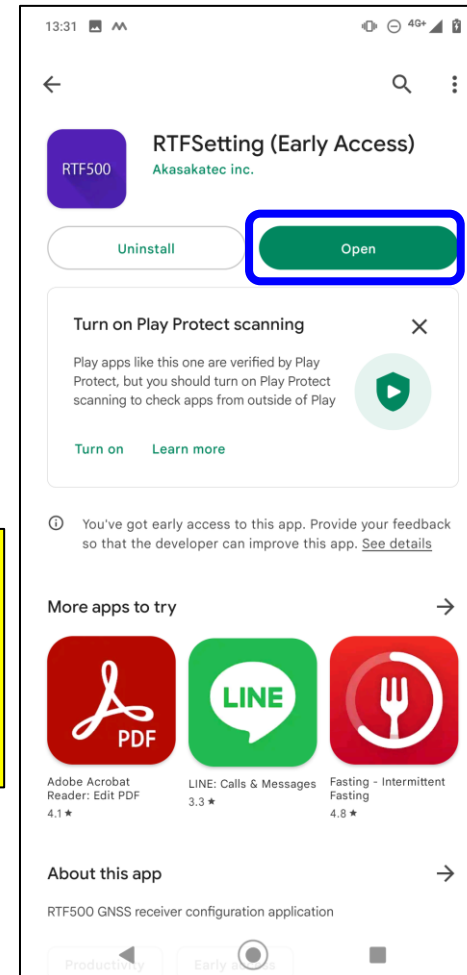 13:31
4G+
RTFSetting (Early Access)
RTF500
Akasakatec inc.
Uninstall
Open
Turn on Play Protect scanning
Play apps like this one are verified by Play
Protect, but you should turn on Play Protect
scanning to check apps from outside of Play
Turn on
Learn more
You've got early access to this app. Provide your feedback
so that the developer can improve this app. See details
More apps to try
PDF
LINE
Adobe Acrobat
Reader: Edit PDF
4.1 ★
LINE: Calls & Messages
3.3 ★
Fasting - Intermittent
Fasting
4.8 ★
About this app
RTF500 GNSS receiver configuration application
Productivity
Early access